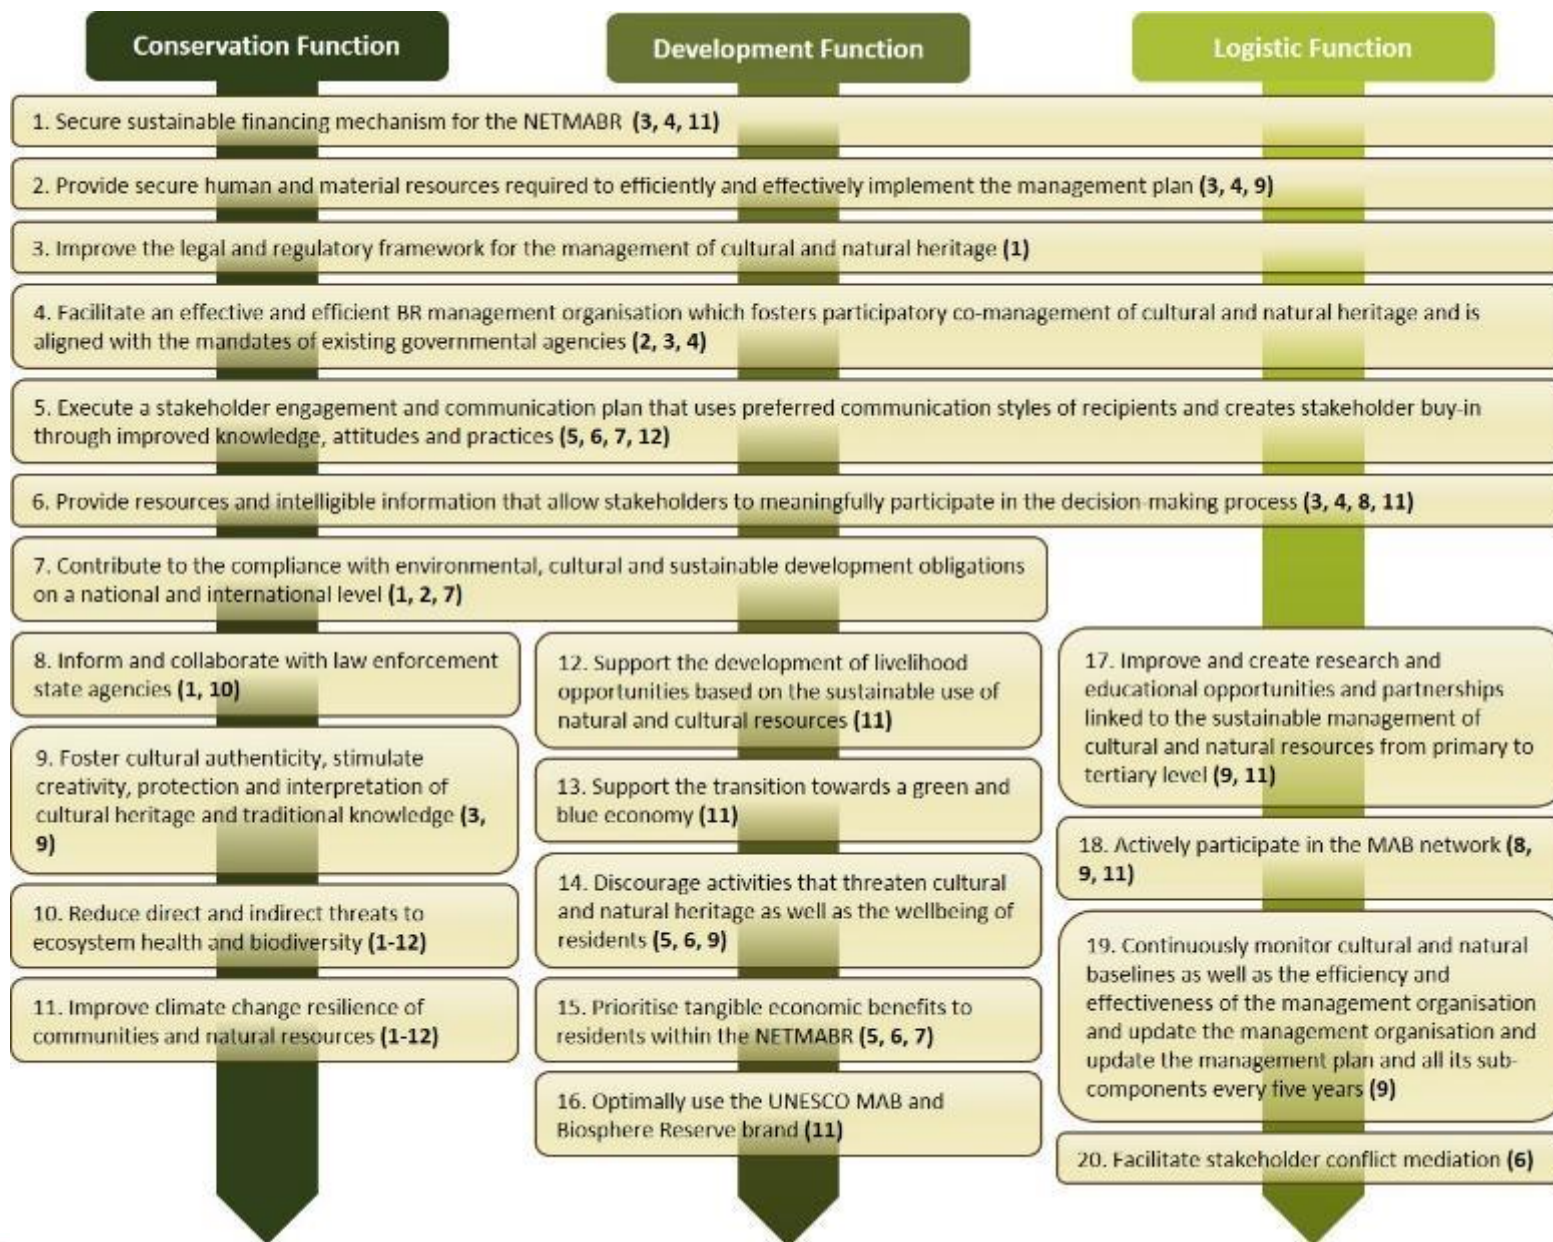 Conservation Function
Development Function
Logistic Function
1. Secure sustainable financing mechanism for the NETMABR (3, 4, 11)
2. Provide secure human and material resources required to efficiently and effectively implement the management plan (3, 4, 9)
3. Improve the legal and regulatory framework for the management of cultural and natural heritage (1)
4. Facilitate an effective and efficient BR management organisation which fosters participatory co-management of cultural and natural heritage and is
aligned with the mandates of existing governmental agencies (2, 3, 4)
5. Execute a stakeholder engagement and communication plan that uses preferred communication styles of recipients and creates stakeholder buy-in
through improved knowledge, attitudes and practices (5, 6, 7, 12)
6. Provide resources and intelligible information that allow stakeholders to meaningfully participate in the decision-making process (3, 4, 8, 11)
7. Contribute to the compliance with environmental, cultural and sustainable development obligations
on a national and international level (1, 2, 7)
8. Inform and collaborate with law enforcement
state agencies (1, 10)
9. Foster cultural authenticity, stimulate
creativity, protection and interpretation of
cultural heritage and traditional knowledge (3,
9)
10. Reduce direct and indirect threats to
ecosystem health and biodiversity (1-12)
11. Improve climate change resilience of
communities and natural resources (1-12)
12. Support the development of livelihood
opportunities based on the sustainable use of
natural and cultural resources (11)
13. Support the transition towards a green and
blue economy (11)
14. Discourage activities that threaten cultural
and natural heritage as well as the wellbeing of
residents (5, 6, 9)
15. Prioritise tangible economic benefits to
residents within the NETMABR (5, 6, 7)
16. Optimally use the UNESCO MAB and
Biosphere Reserve brand (11)
17. Improve and create research and
educational opportunities and partnerships
linked to the sustainable management of
cultural and natural resources from primary to
tertiary level (9, 11)
18. Actively participate in the MAB network (8,
9, 11)
19. Continuously monitor cultural and natural
baselines as well as the efficiency and
effectiveness of the management organisation
and update the management organisation and
update the management plan and all its sub-
components every five years (9)
20. Facilitate stakeholder conflict mediation (6)